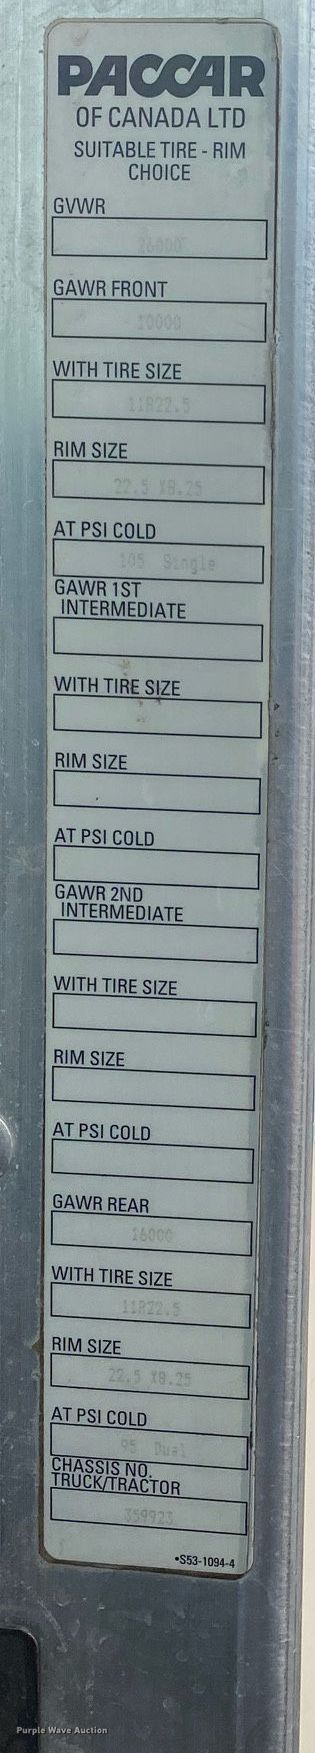 PACCAR
OF CANADA LTD
SUITABLE TIRE - RIM
CHOICE
GVWR
26000
GAWR FRONT
10000
WITH TIRE SIZE
11R22.5
RIM SIZE
22.5 X8.25
AT PSI COLD
105 Single
GAWR 1ST
INTERMEDIATE
WITH TIRE SIZE
RIM SIZE
AT PSI COLD
GAWR 2ND
INTERMEDIATE
WITH TIRE SIZE
RIM SIZE
AT PSI COLD
GAWR REAR
16000
WITH TIRE SIZE
11R22.5
RIM SIZE
22.5 X8.25
AT PSI COLD
95 Dual
CHASSIS NO.
TRUCK/TRACTOR
359923
•S53-1094-4
Purple Wave Auction